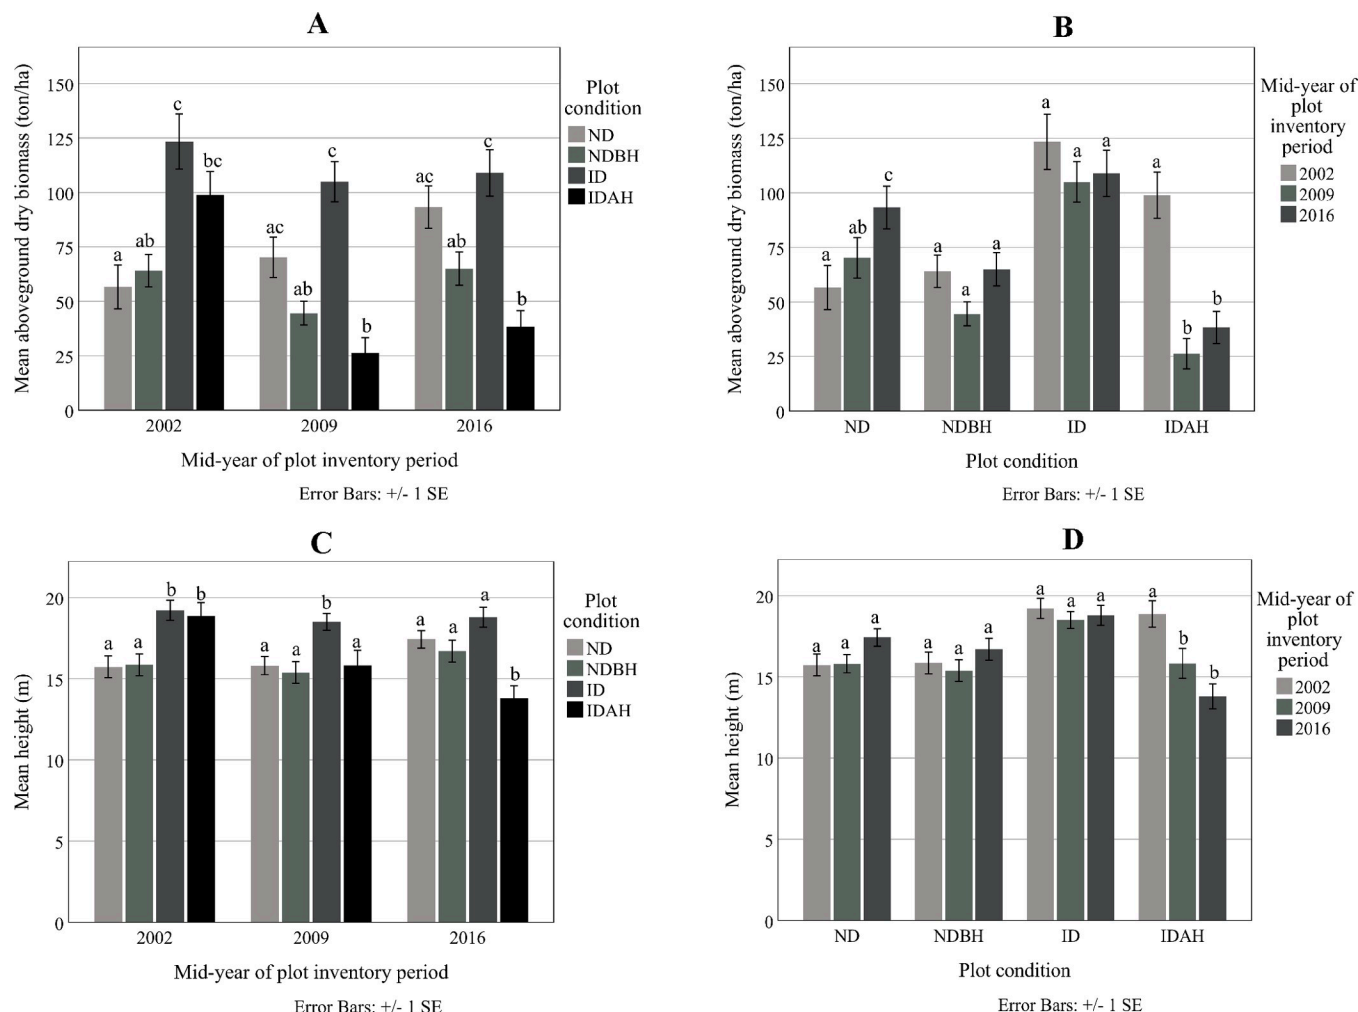 A
Mean aboveground dry biomass (ton/ha)
150
125
100
75
50
25
0
a
ab
c
bc
ac
ab
c
b
ac
ab
c
b
2002
2009
2016
Mid-year of plot inventory period
Error Bars: +/- 1 SE
Plot
condition
ND
NDBH
ID
IDAH
B
Mean aboveground dry biomass (ton/ha)
150
125
100
75
50
25
0
a
ab
c
a
a
a
a
a
a
a
b
b
ND
NDBH
ID
IDAH
Plot condition
Error Bars: +/- 1 SE
Mid-year of
plot
inventory
period
2002
2009
2016
C
Mean height (m)
20
15
10
5
0
a
a
b
b
a
a
b
a
a
a
a
b
2002
2009
2016
Mid-year of plot inventory period
Error Bars: +/- 1 SE
Plot
condition
ND
NDBH
ID
IDAH
D
Mean height (m)
20
15
10
5
0
a
a
a
a
a
a
a
a
a
a
b
b
ND
NDBH
ID
IDAH
Plot condition
Error Bars: +/- 1 SE
Mid-year of
plot
inventory
period
2002
2009
2016